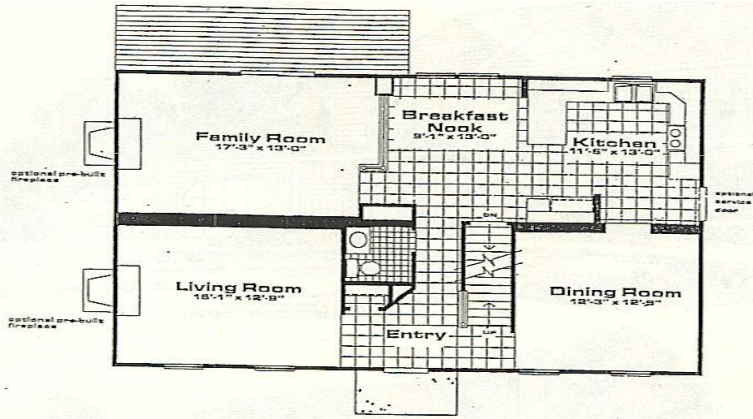 Family Room
17'-3" x 13'-0"
Breakfast
Nook
9'-1" x 13'-0"
Kitchen
11'-6" x 13'-0"
optional pre-built
fireplace
optional
service
door
DN
Living Room
15'-1" x 12'-9"
Dining Room
12'-3" x 12'-9"
optional pre-built
fireplace
Entry
UP